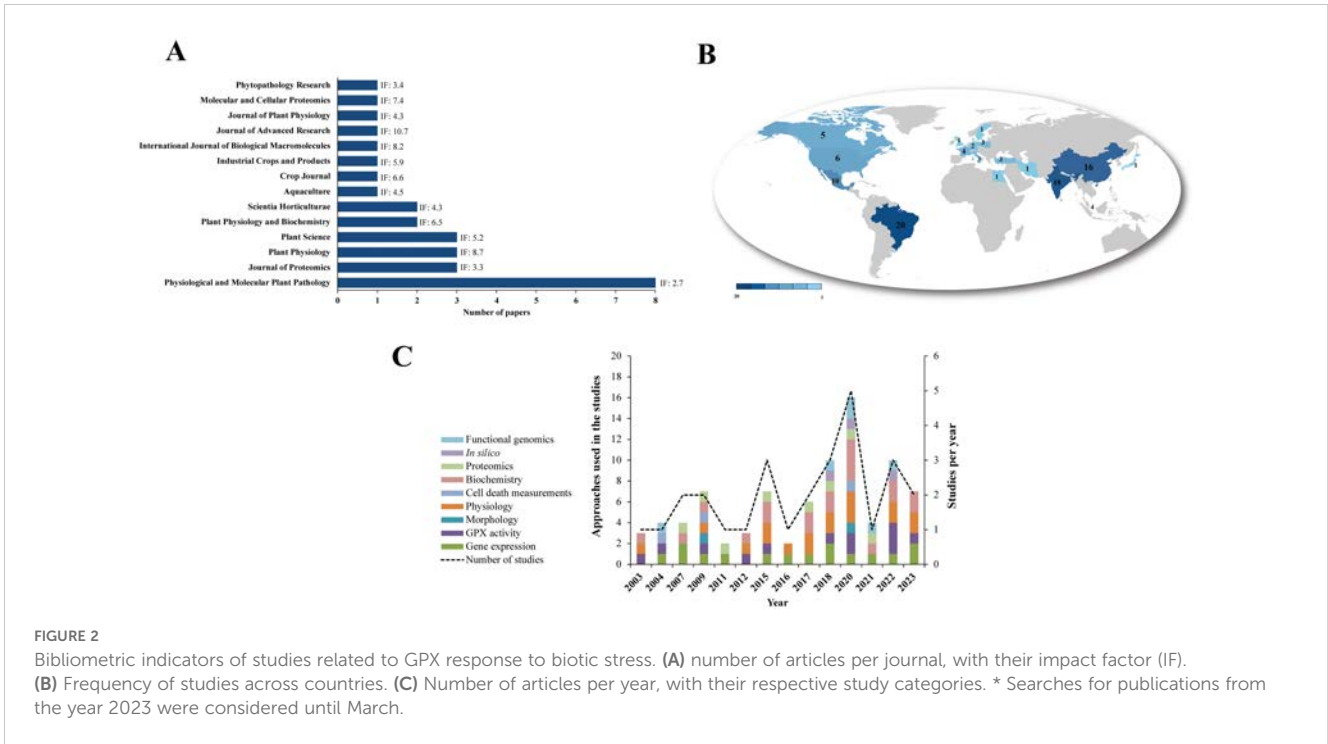 A
Phytopathology Research
IF: 3.4
Molecular and Cellular Proteomics
IF: 7.4
Journal of Plant Physiology
IF: 4.3
Journal of Advanced Research
IF: 10.7
International Journal of Biological Macromolecules
IF: 8.2
Industrial Crops and Products
IF: 5.9
Crop Journal
IF: 6.6
Aquaculture
IF: 4.5
Scientia Horticulturae
IF: 4.3
Plant Physiology and Biochemistry
IF: 6.5
Plant Science
IF: 5.2
Plant Physiology
IF: 8.7
Journal of Proteomics
IF: 3.3
Physiological and Molecular Plant Pathology
IF: 2.7
0 1 2 3 4 5 6 7 8
Number of papers
B
5
6
16
20
1
1
1
C
Approaches used in the studies
20
18
16
14
12
10
8
6
4
2
0
6
5
4
3
2
1
0
Studies per year
Functional genomics
In silico
Proteomics
Biochemistry
Cell death measurements
Physiology
Morphology
GPX activity
Gene expression
Number of studies
2003 2004 2007 2009 2011 2012 2015 2016 2017 2018 2020 2021 2022 2023
Year
FIGURE 2
Bibliometric indicators of studies related to GPX response to biotic stress. (A) number of articles per journal, with their impact factor (IF).
(B) Frequency of studies across countries. (C) Number of articles per year, with their respective study categories. * Searches for publications from
the year 2023 were considered until March.